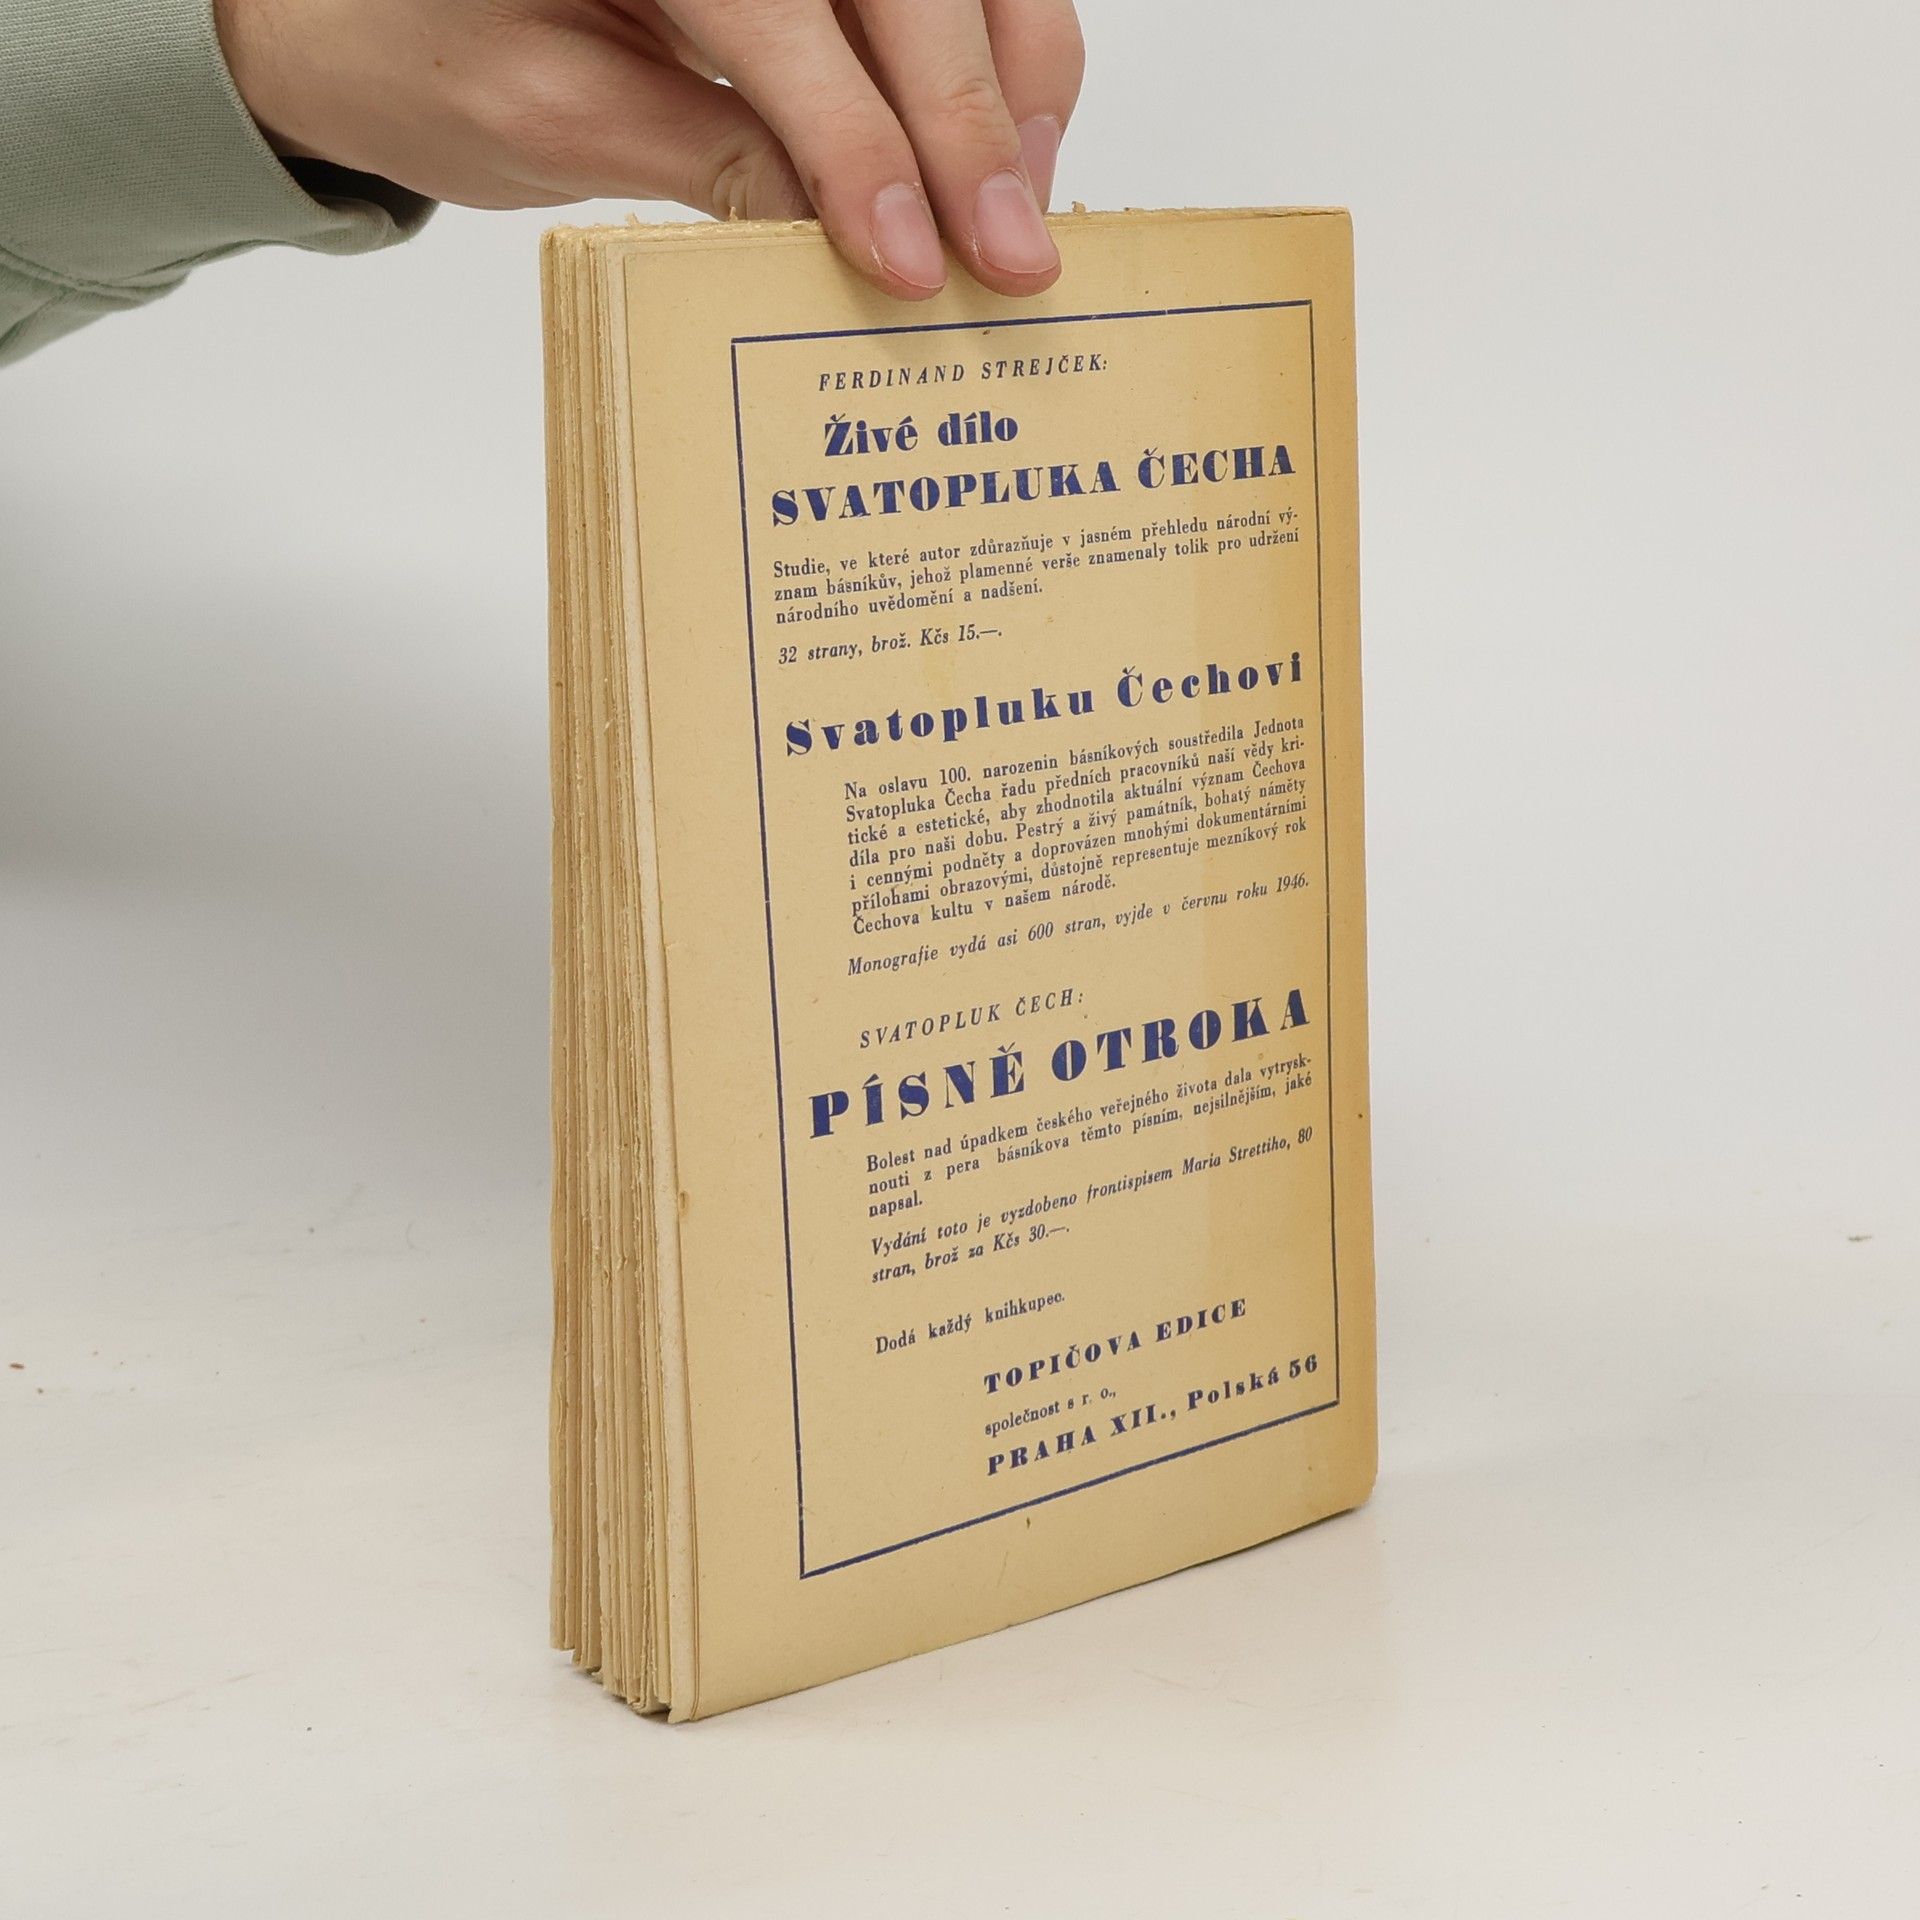 FERDINAND STREJČEK:
Živé dílo
SVATOPLUKA ČECHA
Studie, ve které autor zdůrazňuje v jasném přehledu národní vý-
znam básníkův, jehož plamenné verše znamenaly tolik pro udržení
národního uvědomění a nadšení.
32 strany, brož. Kčs 15.—.
Svatopluku Čechovi
Na oslavu 100. narozenin básníkových soustředila Jednota
Svatopluka Čecha řadu předních pracovníků naší vědy kri-
tické a estetické, aby zhodnotila aktuální význam Čechova
díla pro naši dobu. Pestrý a živý památník, bohatý náměty
i cennými podněty a doprovázen mnohými dokumentárními
přílohami obrazovými, důstojně representuje mezníkový rok
Čechova kultu v našem národě.
Monografie vydá asi 600 stran, vyjde v červnu roku 1946.
SVATOPLUK ČECH:
PÍSNĚ OTROKA
Bolest nad úpadkem českého veřejného života dala vytrysk-
nouti z pera básníkova těmto písním, nejsilnějším, jaké
napsal.
Vydání toto je vyzdobeno frontispisem Maria Strettiho, 80
stran, brož za Kčs 30.—.
Dodá každý knihkupec.
TOPIČOVA EDICE
společnost s r. o.,
PRAHA XII., Polská 56